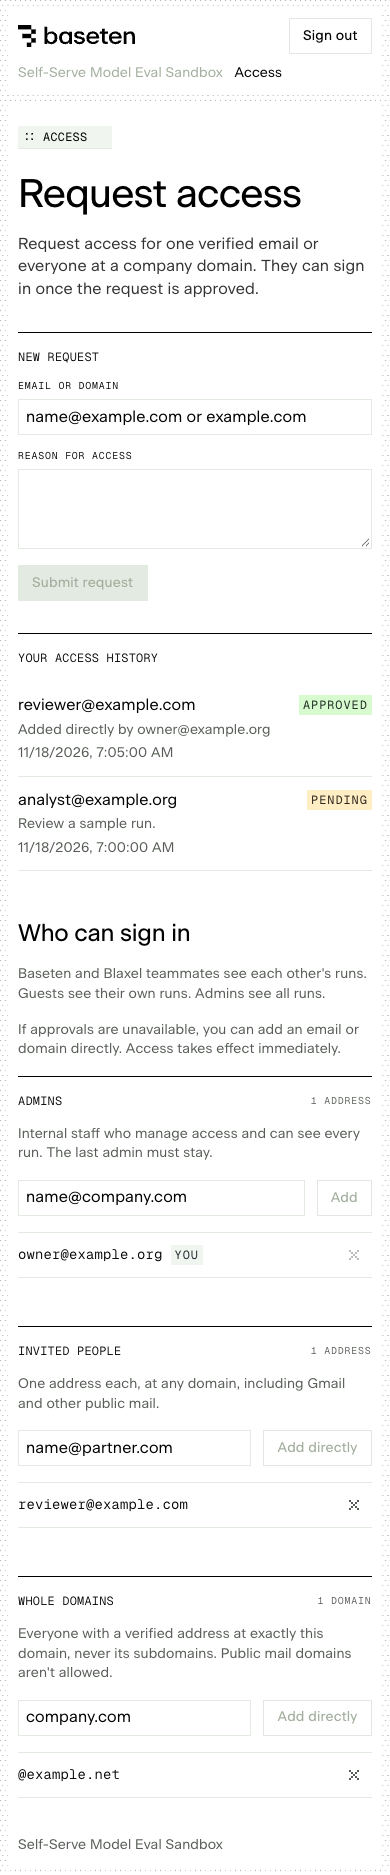 baseten
Sign out
Self-Serve Model Eval Sandbox Access
:: ACCESS
Request access
Request access for one verified email or
everyone at a company domain. They can sign
in once the request is approved.
NEW REQUEST
EMAIL OR DOMAIN
name@example.com or example.com
REASON FOR ACCESS
Submit request
YOUR ACCESS HISTORY
reviewer@example.com APPROVED
Added directly by owner@example.org
11/18/2026, 7:05:00 AM
analyst@example.org PENDING
Review a sample run.
11/18/2026, 7:00:00 AM
Who can sign in
Baseten and Blaxel teammates see each other's runs.
Guests see their own runs. Admins see all runs.
If approvals are unavailable, you can add an email or
domain directly. Access takes effect immediately.
ADMINS 1 ADDRESS
Internal staff who manage access and can see every
run. The last admin must stay.
name@company.com Add
owner@example.org YOU
INVITED PEOPLE 1 ADDRESS
One address each, at any domain, including Gmail
and other public mail.
name@partner.com Add directly
reviewer@example.com
WHOLE DOMAINS 1 DOMAIN
Everyone with a verified address at exactly this
domain, never its subdomains. Public mail domains
aren't allowed.
company.com Add directly
@example.net
Self-Serve Model Eval Sandbox